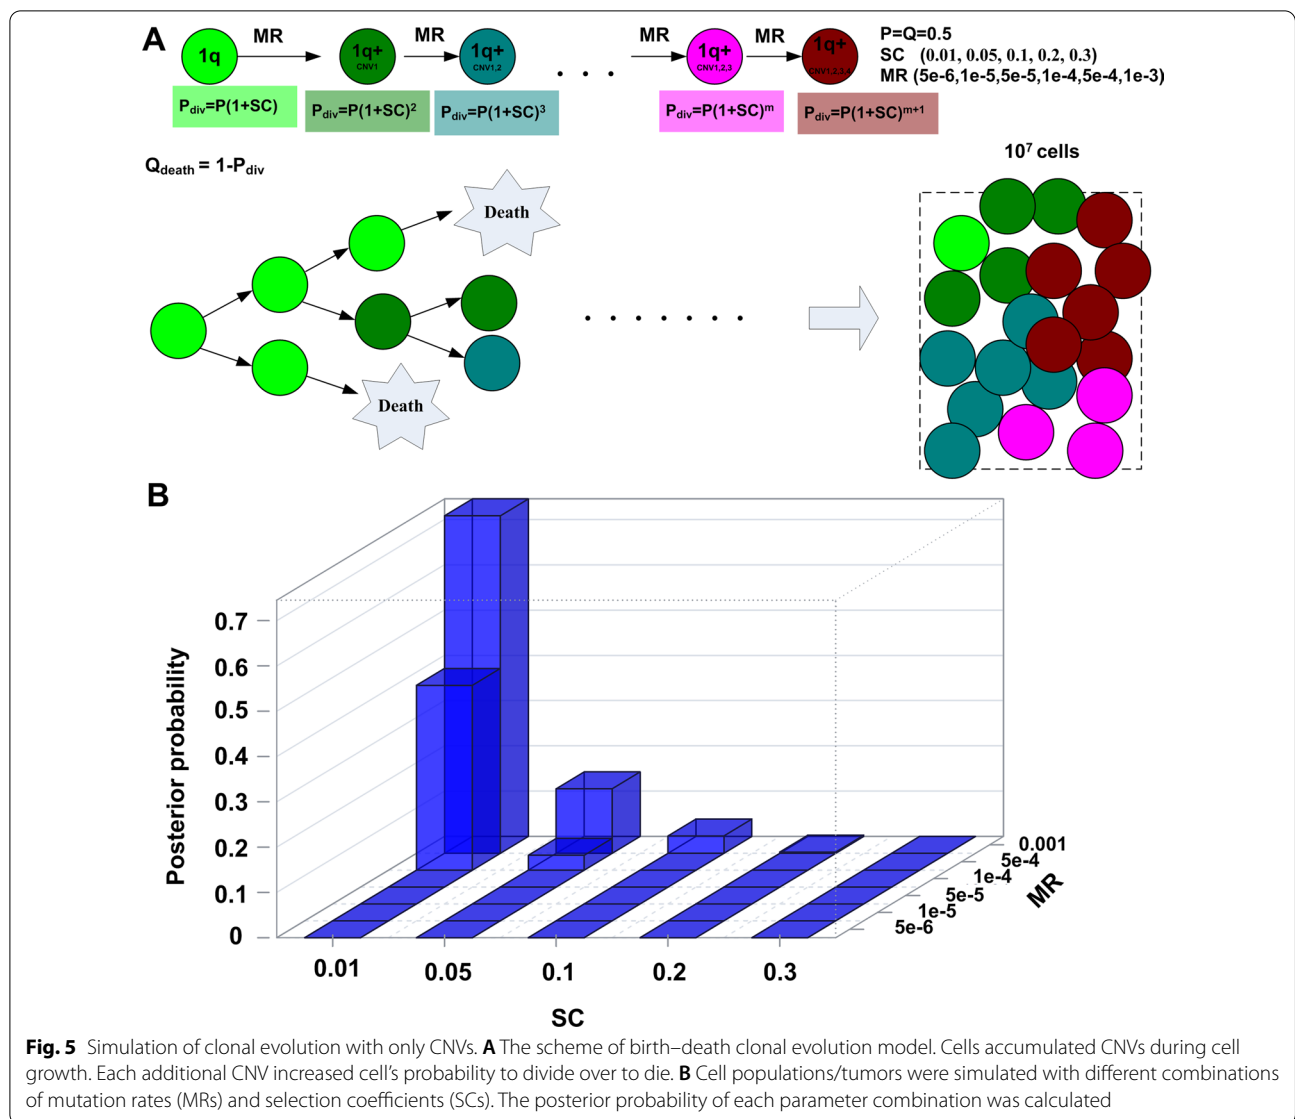 A
1q MR 1q+ MR 1q+ MR 1q+ MR 1q+
CNV1 CNV1,2 CNV1,2,3 CNV1,2,3,4
. . .
P=Q=0.5
SC (0.01, 0.05, 0.1, 0.2, 0.3)
MR (5e-6,1e-5,5e-5,1e-4,5e-4,1e-3)
Pdiv=P(1+SC) Pdiv=P(1+SC)² Pdiv=P(1+SC)³ Pdiv=P(1+SC)ᵐ Pdiv=P(1+SC)ᵐ⁺¹
Qdeath = 1-Pdiv
10⁷ cells
Death
. . . . . . .
Death
B
Posterior probability
0.7
0.6
0.5
0.4
0.3
0.2
0.1
0
0.001
5e-4
1e-4
5e-5
1e-5
5e-6
MR
0.01 0.05 0.1 0.2 0.3
SC
Fig. 5 Simulation of clonal evolution with only CNVs. A The scheme of birth–death clonal evolution model. Cells accumulated CNVs during cell
growth. Each additional CNV increased cell's probability to divide over to die. B Cell populations/tumors were simulated with different combinations
of mutation rates (MRs) and selection coefficients (SCs). The posterior probability of each parameter combination was calculated